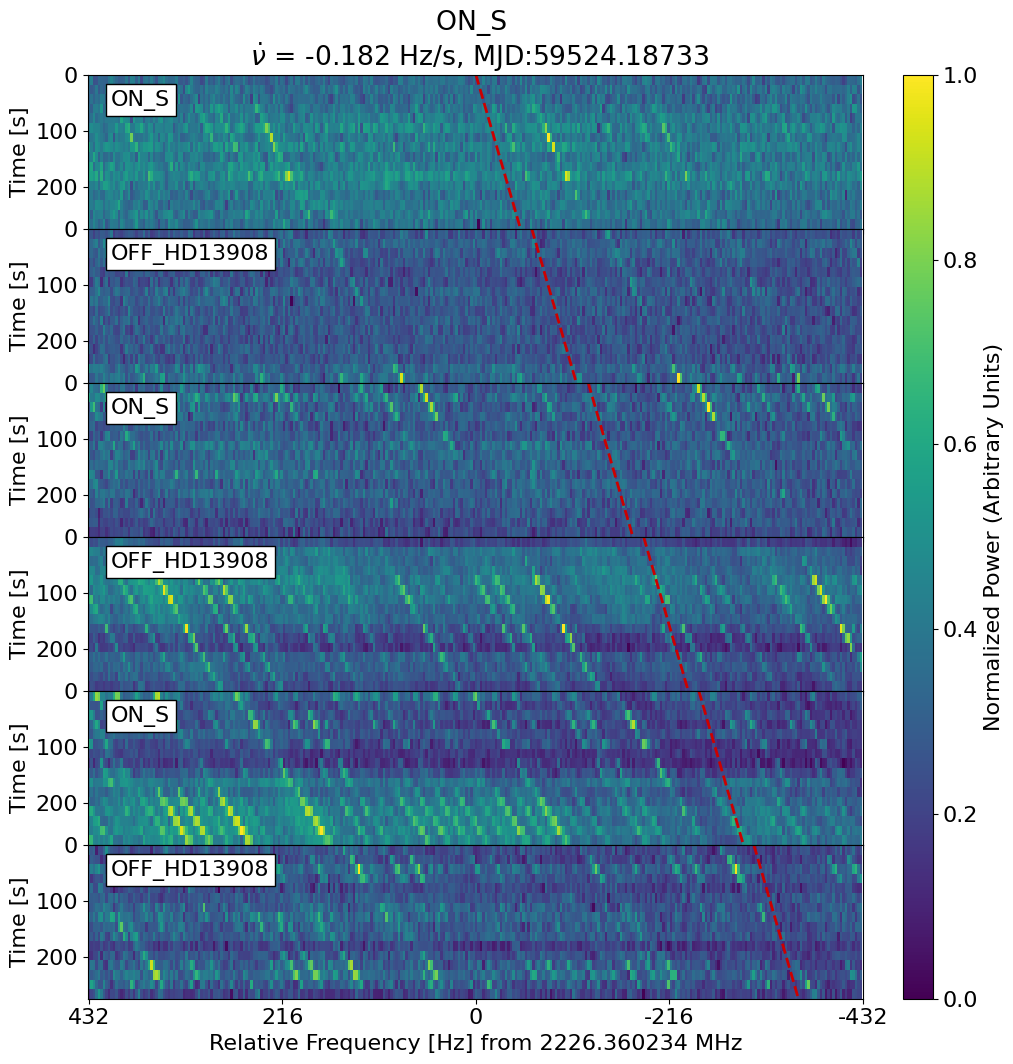 ON_S
ν̇ = -0.182 Hz/s, MJD:59524.18733
0
ON_S
100
200
Time [s]
0
OFF_HD13908
100
200
Time [s]
0
ON_S
100
200
Time [s]
0
OFF_HD13908
100
200
Time [s]
0
ON_S
100
200
Time [s]
0
OFF_HD13908
100
200
Time [s]
432 216 0 -216 -432
Relative Frequency [Hz] from 2226.360234 MHz
1.0
0.8
0.6
0.4
0.2
0.0
Normalized Power (Arbitrary Units)